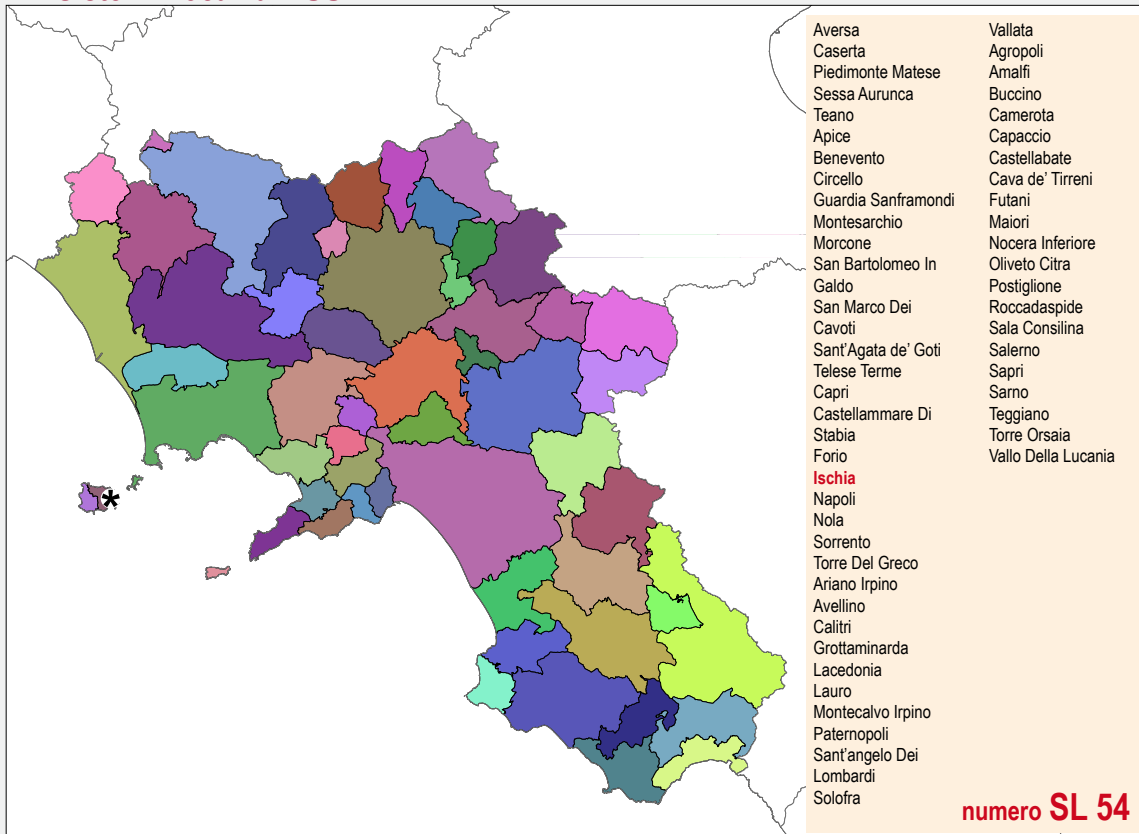 Aversa
Caserta
Piedimonte Matese
Sessa Aurunca
Teano
Apice
Benevento
Circello
Guardia Sanframondi
Montesarchio
Morcone
San Bartolomeo In
Galdo
San Marco Dei
Cavoti
Sant'Agata de' Goti
Telese Terme
Capri
Castellammare Di
Stabia
Forio
Ischia
Napoli
Nola
Sorrento
Torre Del Greco
Ariano Irpino
Avellino
Calitri
Grottaminarda
Lacedonia
Lauro
Montecalvo Irpino
Paternopoli
Sant'angelo Dei
Lombardi
Solofra
Vallata
Agropoli
Amalfi
Buccino
Camerota
Capaccio
Castellabate
Cava de' Tirreni
Futani
Maiori
Nocera Inferiore
Oliveto Citra
Postiglione
Roccadaspide
Sala Consilina
Salerno
Sapri
Sarno
Teggiano
Torre Orsaia
Vallo Della Lucania
*
numero SL 54